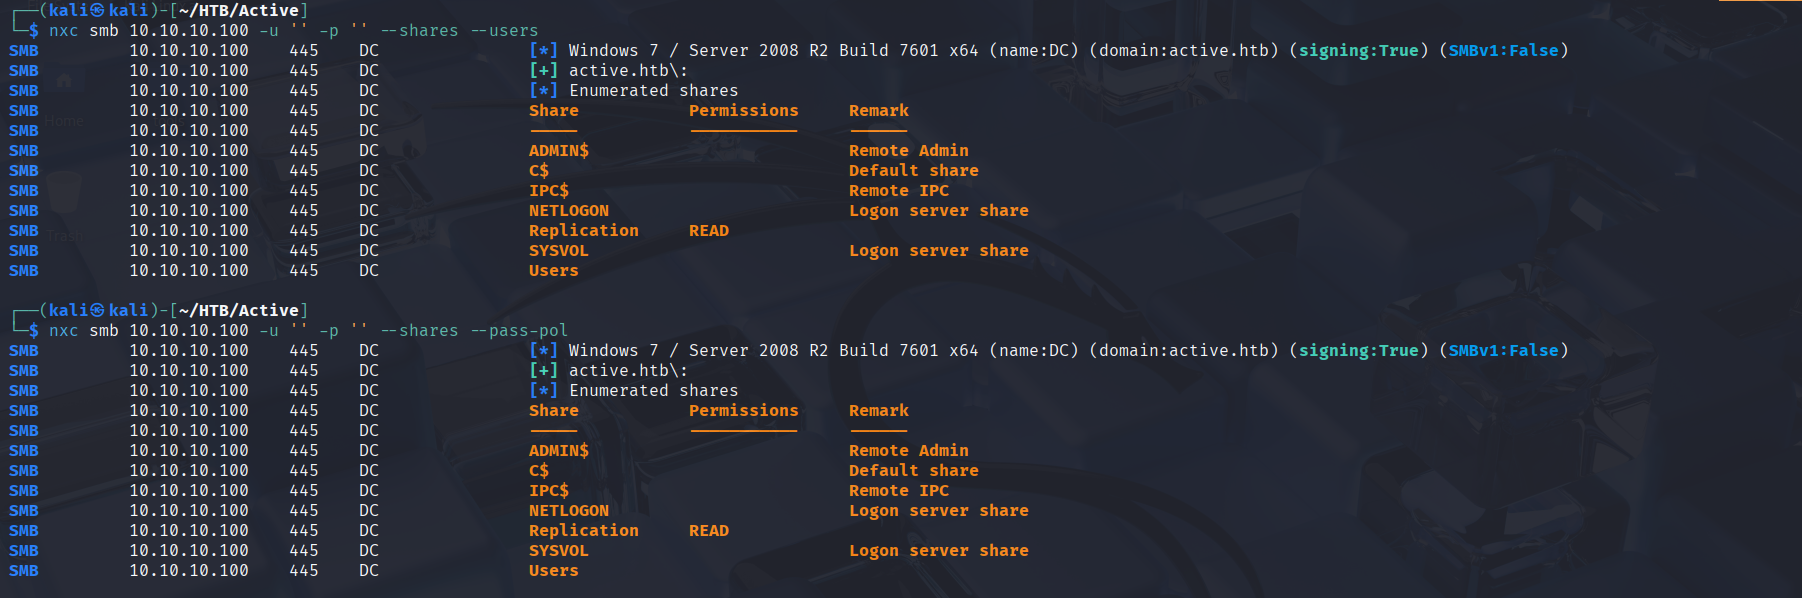 ┌──(kali㉿kali)-[~/HTB/Active]
└─$ nxc smb 10.10.10.100 -u '' -p '' --shares --users
SMB 10.10.10.100 445 DC [*] Windows 7 / Server 2008 R2 Build 7601 x64 (name:DC) (domain:active.htb) (signing:True) (SMBv1:False)
SMB 10.10.10.100 445 DC [+] active.htb\:
SMB 10.10.10.100 445 DC [*] Enumerated shares
SMB 10.10.10.100 445 DC Share Permissions Remark
SMB 10.10.10.100 445 DC ----- ----------- ------
SMB 10.10.10.100 445 DC ADMIN$ Remote Admin
SMB 10.10.10.100 445 DC C$ Default share
SMB 10.10.10.100 445 DC IPC$ Remote IPC
SMB 10.10.10.100 445 DC NETLOGON Logon server share
SMB 10.10.10.100 445 DC Replication READ
SMB 10.10.10.100 445 DC SYSVOL Logon server share
SMB 10.10.10.100 445 DC Users
┌──(kali㉿kali)-[~/HTB/Active]
└─$ nxc smb 10.10.10.100 -u '' -p '' --shares --pass-pol
SMB 10.10.10.100 445 DC [*] Windows 7 / Server 2008 R2 Build 7601 x64 (name:DC) (domain:active.htb) (signing:True) (SMBv1:False)
SMB 10.10.10.100 445 DC [+] active.htb\:
SMB 10.10.10.100 445 DC [*] Enumerated shares
SMB 10.10.10.100 445 DC Share Permissions Remark
SMB 10.10.10.100 445 DC ----- ----------- ------
SMB 10.10.10.100 445 DC ADMIN$ Remote Admin
SMB 10.10.10.100 445 DC C$ Default share
SMB 10.10.10.100 445 DC IPC$ Remote IPC
SMB 10.10.10.100 445 DC NETLOGON Logon server share
SMB 10.10.10.100 445 DC Replication READ
SMB 10.10.10.100 445 DC SYSVOL Logon server share
SMB 10.10.10.100 445 DC Users
Home
Trash